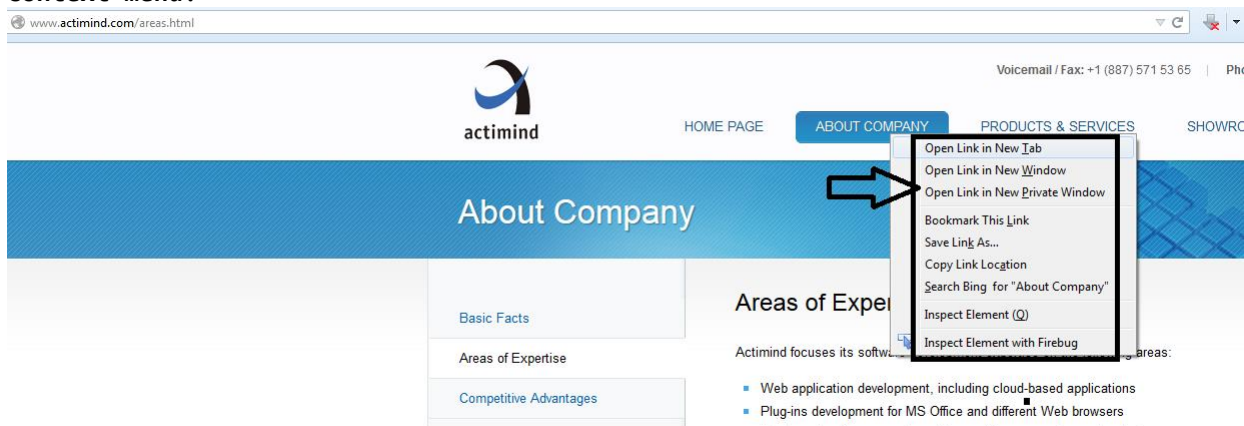 www.actimind.com/areas.html
Voicemail / Fax: +1 (887) 571 53 65 |
actimind
HOME PAGE ABOUT COMPANY PRODUCTS & SERVICES
Open Link in New Tab
Open Link in New Window
Open Link in New Private Window
About Company
Bookmark This Link
Save Link As...
Copy Link Location
Search Bing for "About Company"
Inspect Element (Q)
Inspect Element with Firebug
Basic Facts
Areas of Expertise
Competitive Advantages
Areas of
Actimind focuses its areas:
Web application development, including cloud-based applications
Plug-ins development for MS Office and different Web browsers